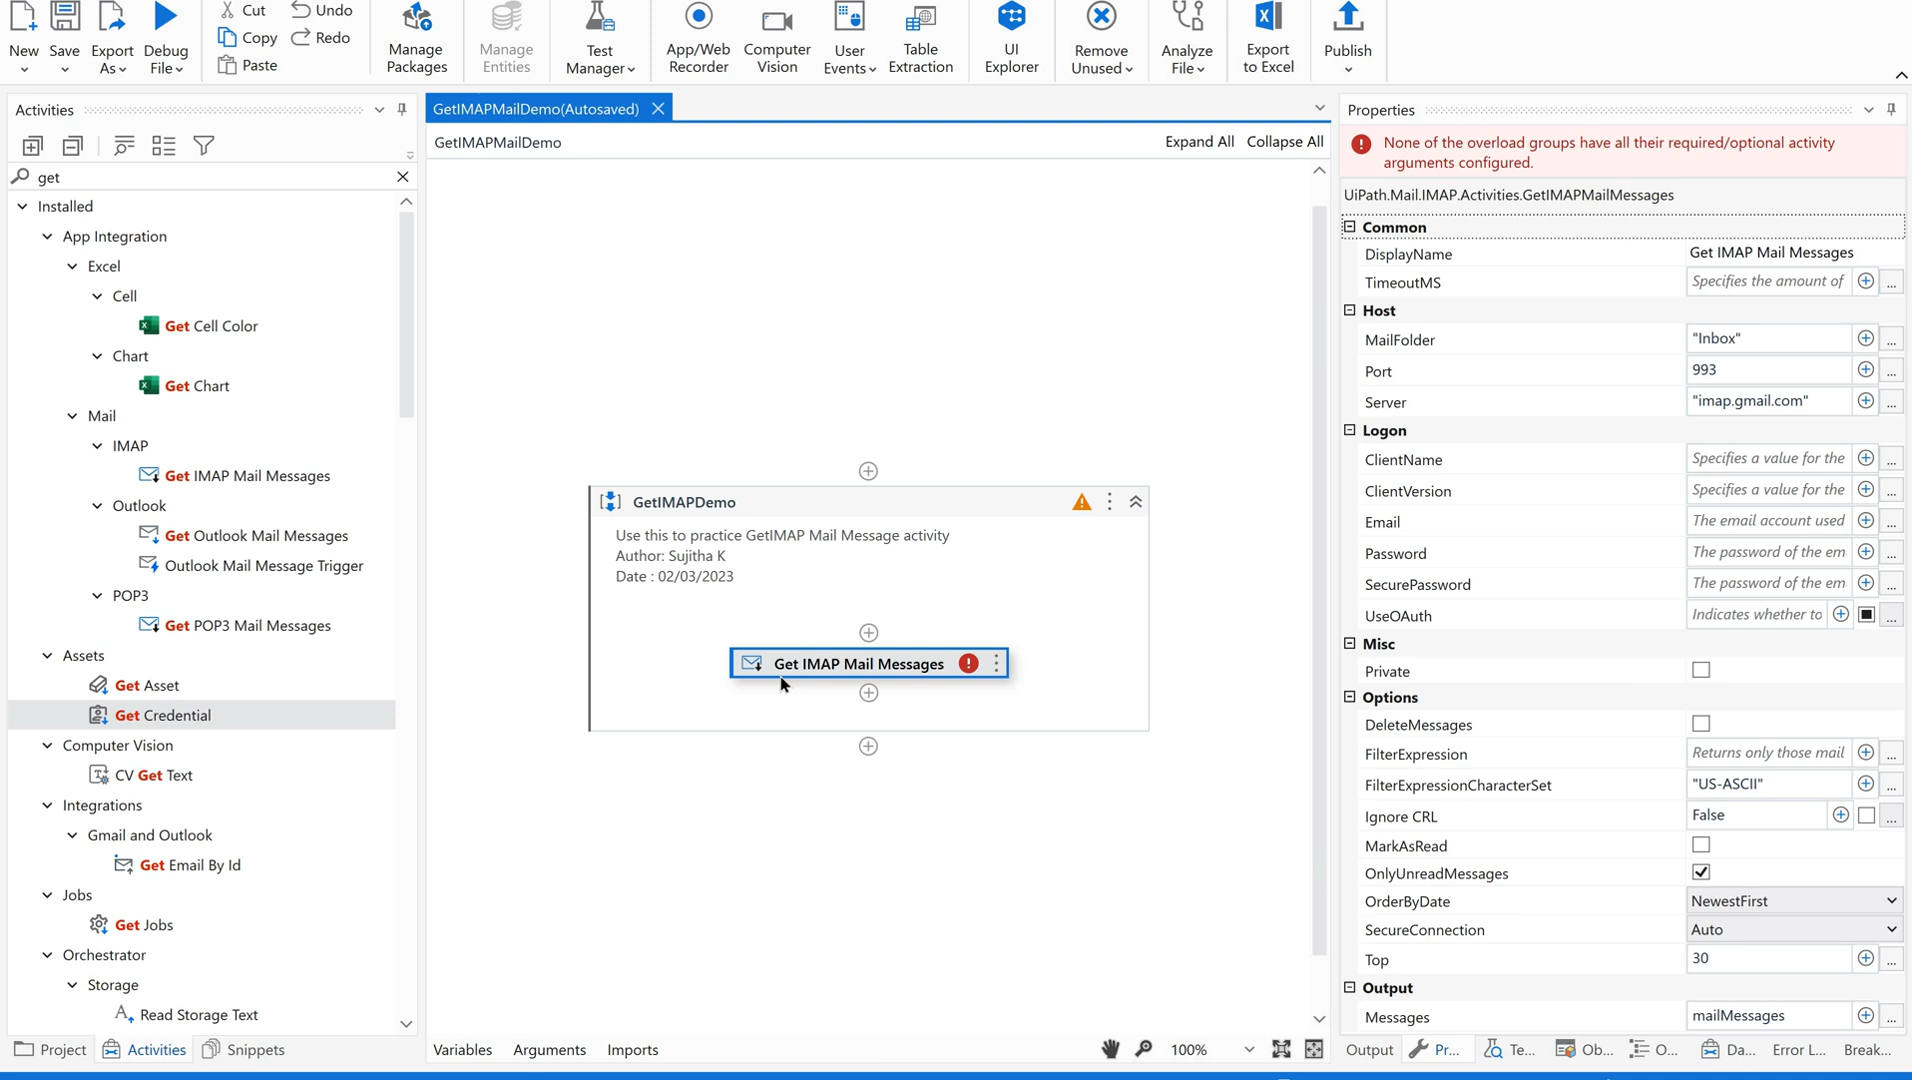 New
Save
Export As
Debug File
Cut
Copy
Paste
Undo
Redo
Manage Packages
Manage Entities
Test Manager
App/Web Recorder
Computer Vision
User Events
Table Extraction
UI Explorer
Remove Unused
Analyze File
Export to Excel
Publish
Activities
get
Installed
App Integration
Excel
Cell
Get Cell Color
Chart
Get Chart
Mail
IMAP
Get IMAP Mail Messages
Outlook
Get Outlook Mail Messages
Outlook Mail Message Trigger
POP3
Get POP3 Mail Messages
Assets
Get Asset
Get Credential
Computer Vision
CV Get Text
Integrations
Gmail and Outlook
Get Email By Id
Jobs
Get Jobs
Orchestrator
Storage
Read Storage Text
Project
Activities
Snippets
GetIMAPMailDemo(Autosaved)
GetIMAPMailDemo
Expand All
Collapse All
GetIMAPDemo
Use this to practice GetIMAP Mail Message activity
Author: Sujitha K
Date : 02/03/2023
Get IMAP Mail Messages
Variables
Arguments
Imports
100%
Properties
None of the overload groups have all their required/optional activity
arguments configured.
UiPath.Mail.IMAP.Activities.GetIMAPMailMessages
Common
DisplayName Get IMAP Mail Messages
TimeoutMS Specifies the amount of ...
Host
MailFolder "Inbox" ...
Port 993 ...
Server "imap.gmail.com" ...
Logon
ClientName Specifies a value for the ...
ClientVersion Specifies a value for the ...
Email The email account used ...
Password The password of the em ...
SecurePassword The password of the em ...
UseOAuth Indicates whether to ...
Misc
Private
Options
DeleteMessages
FilterExpression Returns only those mail ...
FilterExpressionCharacterSet "US-ASCII" ...
Ignore CRL False ...
MarkAsRead
OnlyUnreadMessages
OrderByDate NewestFirst
SecureConnection Auto
Top 30 ...
Output
Messages mailMessages ...
Output
Pr...
Te...
Ob...
O...
Da...
Error L...
Break...